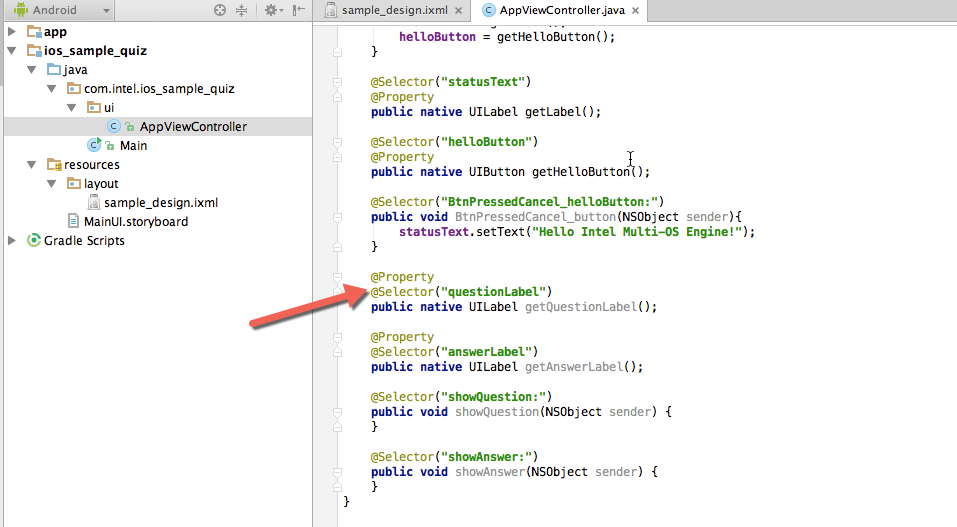 Android
sample_design.ixml
AppViewController.java
app
ios_sample_quiz
java
com.intel.ios_sample_quiz
ui
AppViewController
Main
resources
layout
sample_design.ixml
MainUI.storyboard
Gradle Scripts
helloButton = getHelloButton();
}
@Selector("statusText")
@Property
public native UILabel getLabel();
@Selector("helloButton")
@Property
public native UIButton getHelloButton();
@Selector("BtnPressedCancel_helloButton:")
public void BtnPressedCancel_button(NSObject sender){
statusText.setText("Hello Intel Multi-OS Engine!");
}
@Property
@Selector("questionLabel")
public native UILabel getQuestionLabel();
@Property
@Selector("answerLabel")
public native UILabel getAnswerLabel();
@Selector("showQuestion:")
public void showQuestion(NSObject sender) {
}
@Selector("showAnswer:")
public void showAnswer(NSObject sender) {
}
}